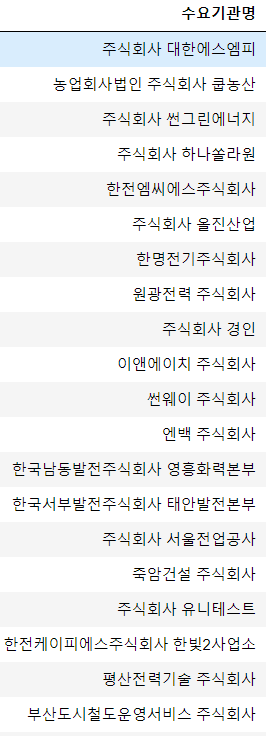 수요기관명
주식회사 대한에스엠피
농업회사법인 주식회사 쿱농산
주식회사 썬그린에너지
주식회사 하나쏠라원
한전엠씨에스주식회사
주식회사 올진산업
한명전기주식회사
원광전력 주식회사
주식회사 경인
이앤에이치 주식회사
썬웨이 주식회사
엔백 주식회사
한국남동발전주식회사 영흥화력본부
한국서부발전주식회사 태안발전본부
주식회사 서울전업공사
죽암건설 주식회사
주식회사 유니테스트
한전케이피에스주식회사 한빛2사업소
평산전력기술 주식회사
부산도시철도운영서비스 주식회사